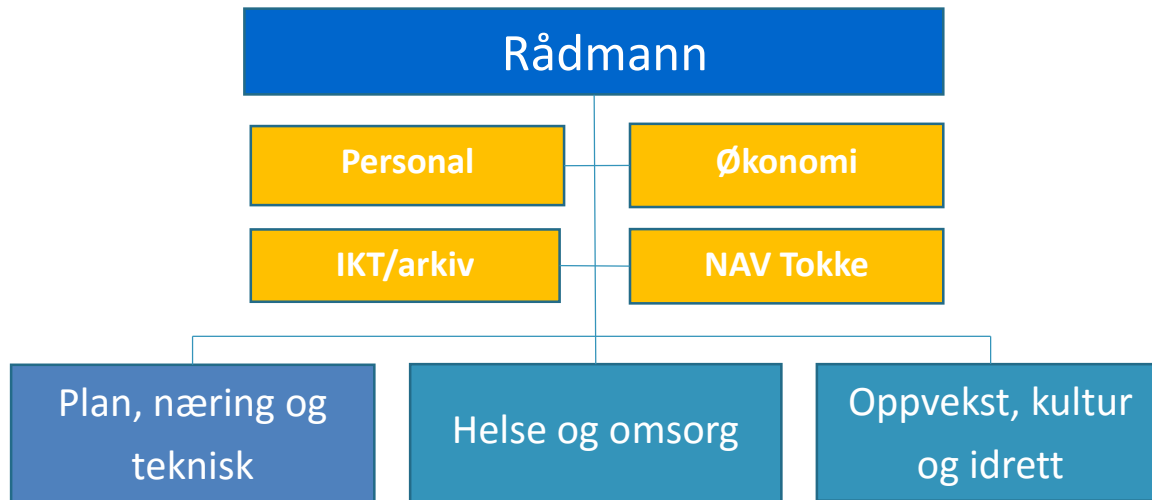 Rådmann
Personal
Økonomi
IKT/arkiv
NAV Tokke
Plan, næring og
teknisk
Helse og omsorg
Oppvekst, kultur
og idrett